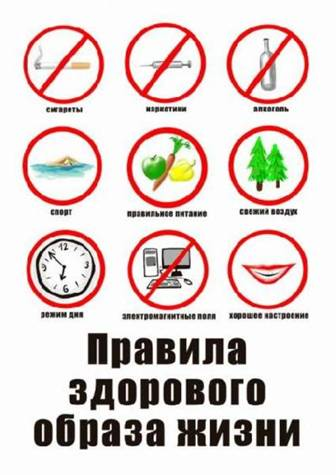 сигареты наркотики алкоголь
спорт правильное питание свежий воздух
режим дня электромагнитные поля хорошее настроение
Правила
здорового
образа жизни